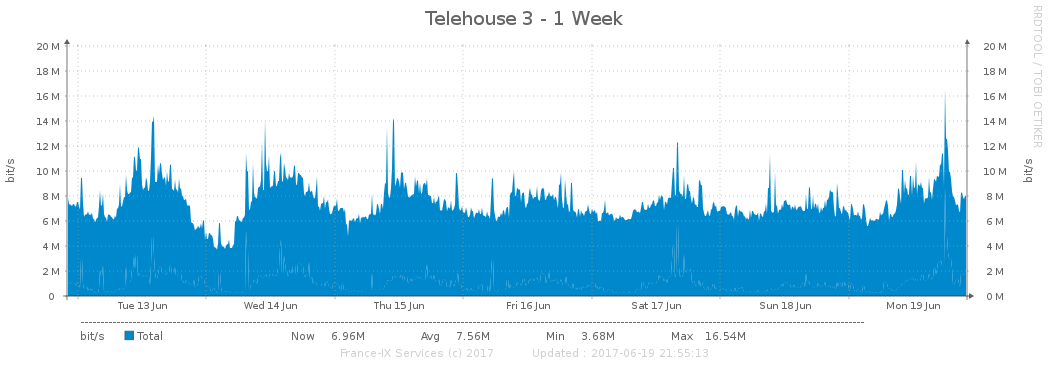 Telehouse 3 - 1 Week
RRDTOOL / TOBI OETIKER
bit/s
20 M 20 M
18 M 18 M
16 M 16 M
14 M 14 M
12 M 12 M
10 M 10 M
8 M 8 M
6 M 6 M
4 M 4 M
2 M 2 M
0 0 M
bit/s
Tue 13 Jun Wed 14 Jun Thu 15 Jun Fri 16 Jun Sat 17 Jun Sun 18 Jun Mon 19 Jun
bit/s Total Now 6.96M Avg 7.56M Min 3.68M Max 16.54M
France-IX Services (c) 2017 Updated : 2017-06-19 21:55:13